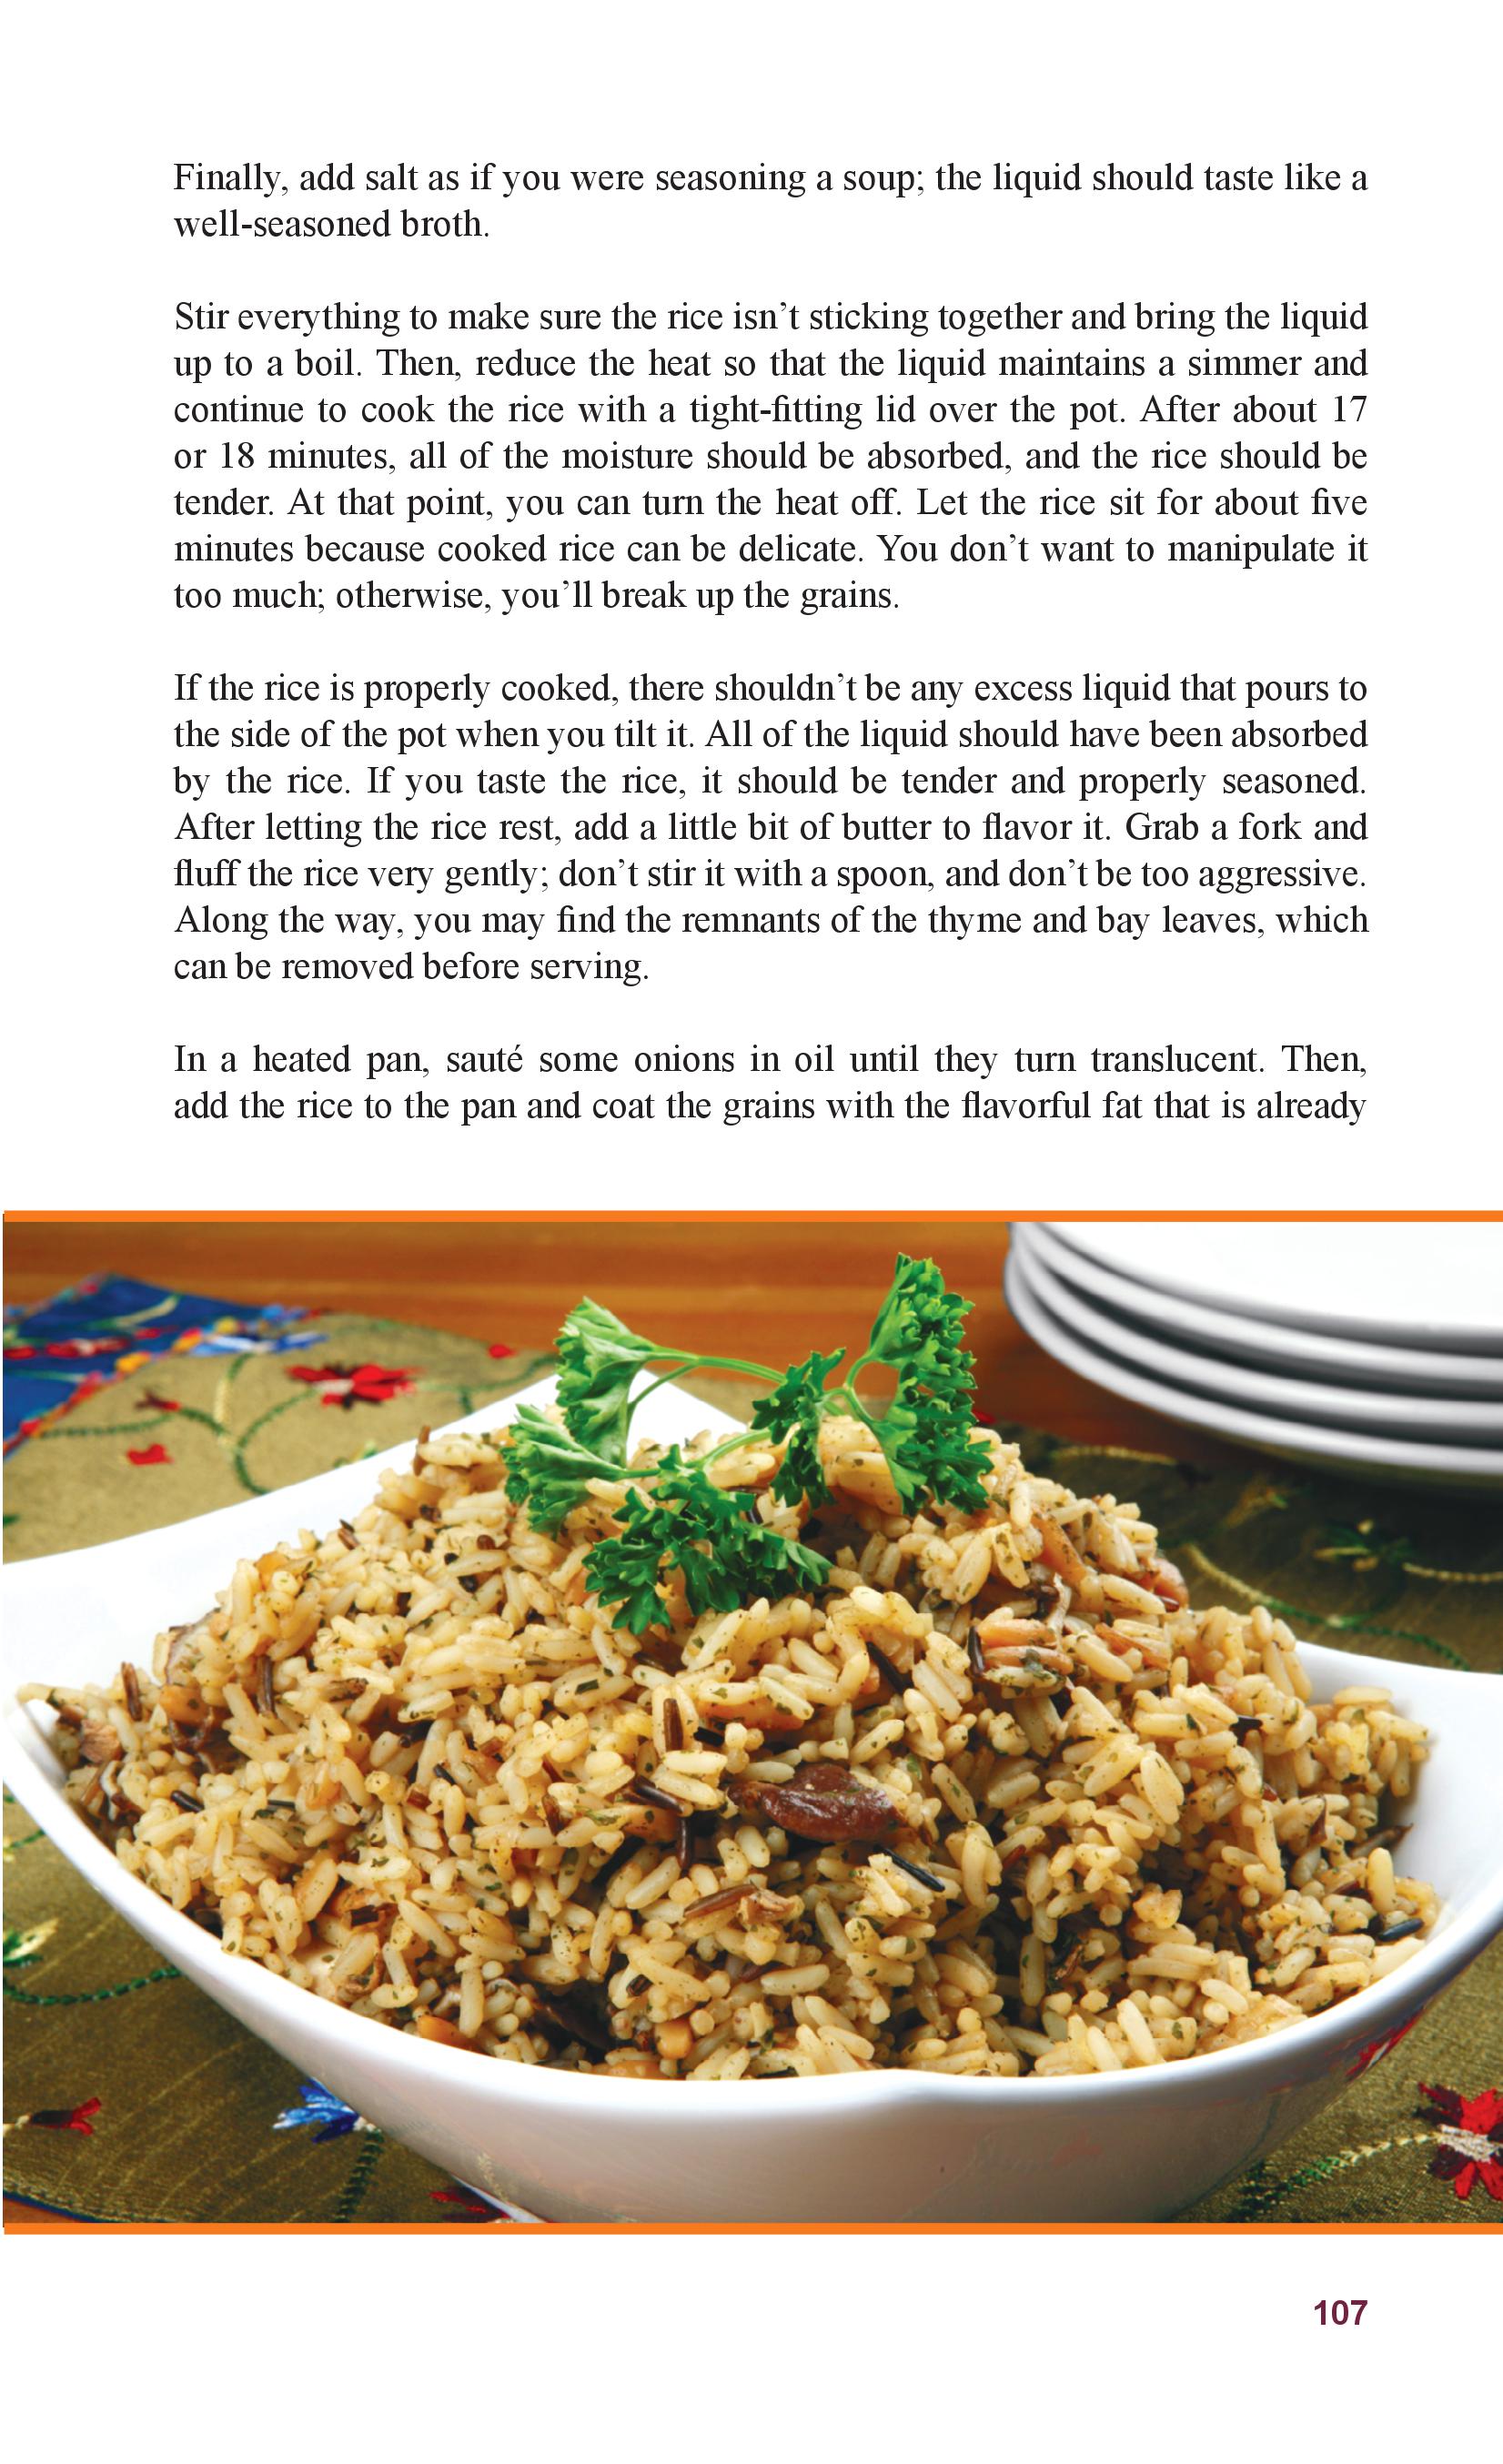 Finally, add salt as if you were seasoning a soup; the liquid should taste like a
well-seasoned broth.
Stir everything to make sure the rice isn’t sticking together and bring the liquid
up to a boil. Then, reduce the heat so that the liquid maintains a simmer and
continue to cook the rice with a tight-fitting lid over the pot. After about 17
or 18 minutes, all of the moisture should be absorbed, and the rice should be
tender. At that point, you can turn the heat off. Let the rice sit for about five
minutes because cooked rice can be delicate. You don’t want to manipulate it
too much; otherwise, you’ll break up the grains.
If the rice is properly cooked, there shouldn’t be any excess liquid that pours to
the side of the pot when you tilt it. All of the liquid should have been absorbed
by the rice. If you taste the rice, it should be tender and properly seasoned.
After letting the rice rest, add a little bit of butter to flavor it. Grab a fork and
fluff the rice very gently; don’t stir it with a spoon, and don’t be too aggressive.
Along the way, you may find the remnants of the thyme and bay leaves, which
can be removed before serving.
In a heated pan, sauté some onions in oil until they turn translucent. Then,
add the rice to the pan and coat the grains with the flavorful fat that is already
107